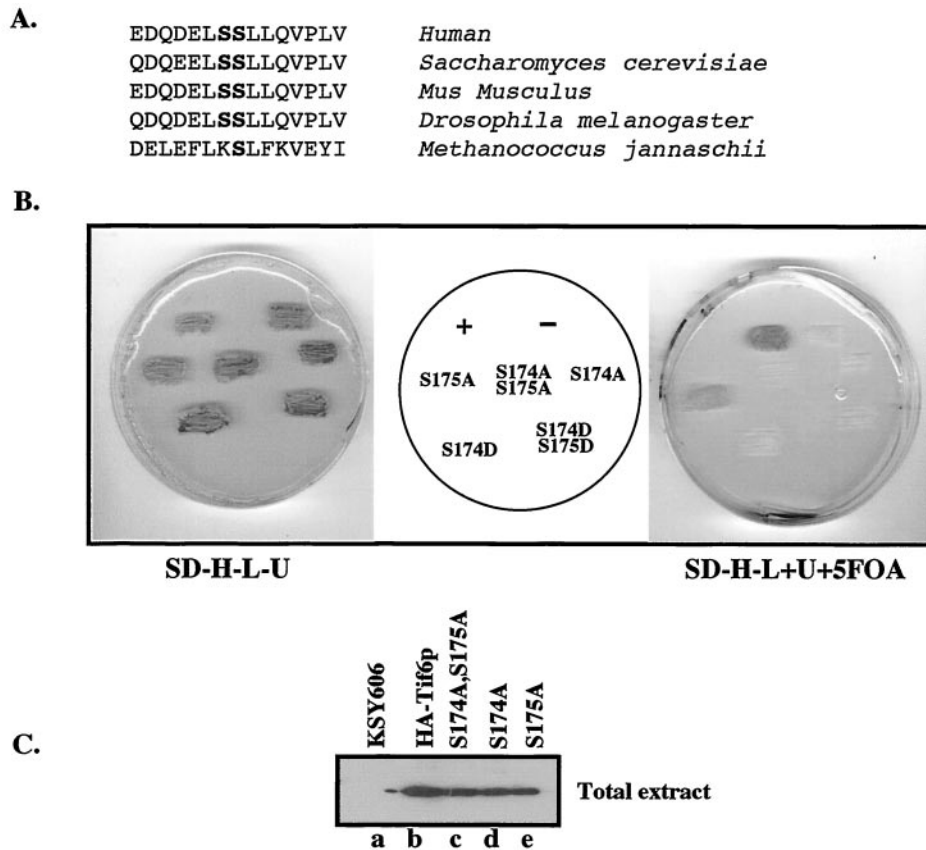 A.
EDQDELSSLLQVPLV Human
QDQEELSSLLQVPLV Saccharomyces cerevisiae
EDQDELSSLLQVPLV Mus Musculus
QDQDELSSLLQVPLV Drosophila melanogaster
DELEFLKSLFKVEYI Methanococcus jannaschii
B.
+ −
S175A S174A S175A S174A
S174D S174D S175D
SD-H-L-U SD-H-L+U+5FOA
C.
KSY606 HA-Tif6p S174A,S175A S174A S175A
Total extract
a b c d e